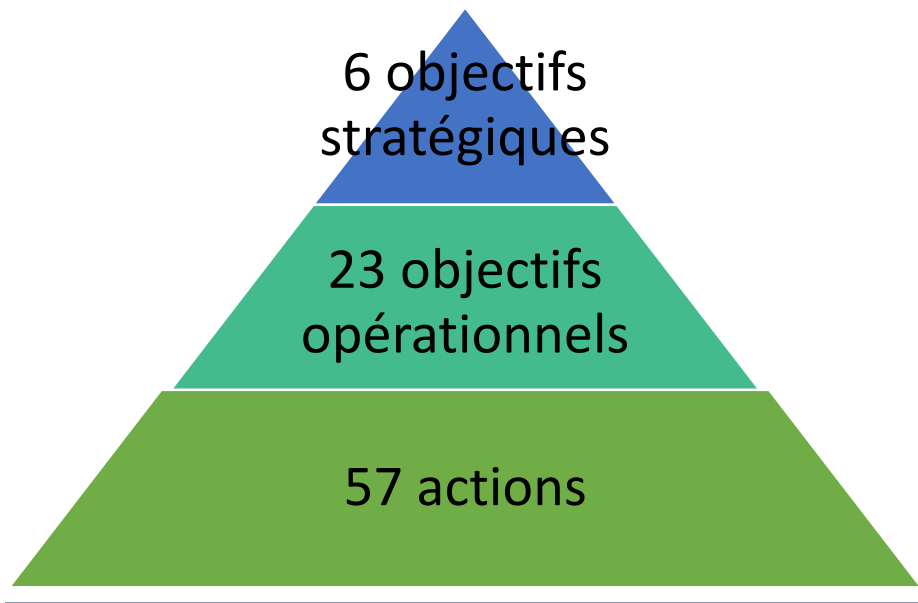 6 objectifs
stratégiques
23 objectifs
opérationnels
57 actions